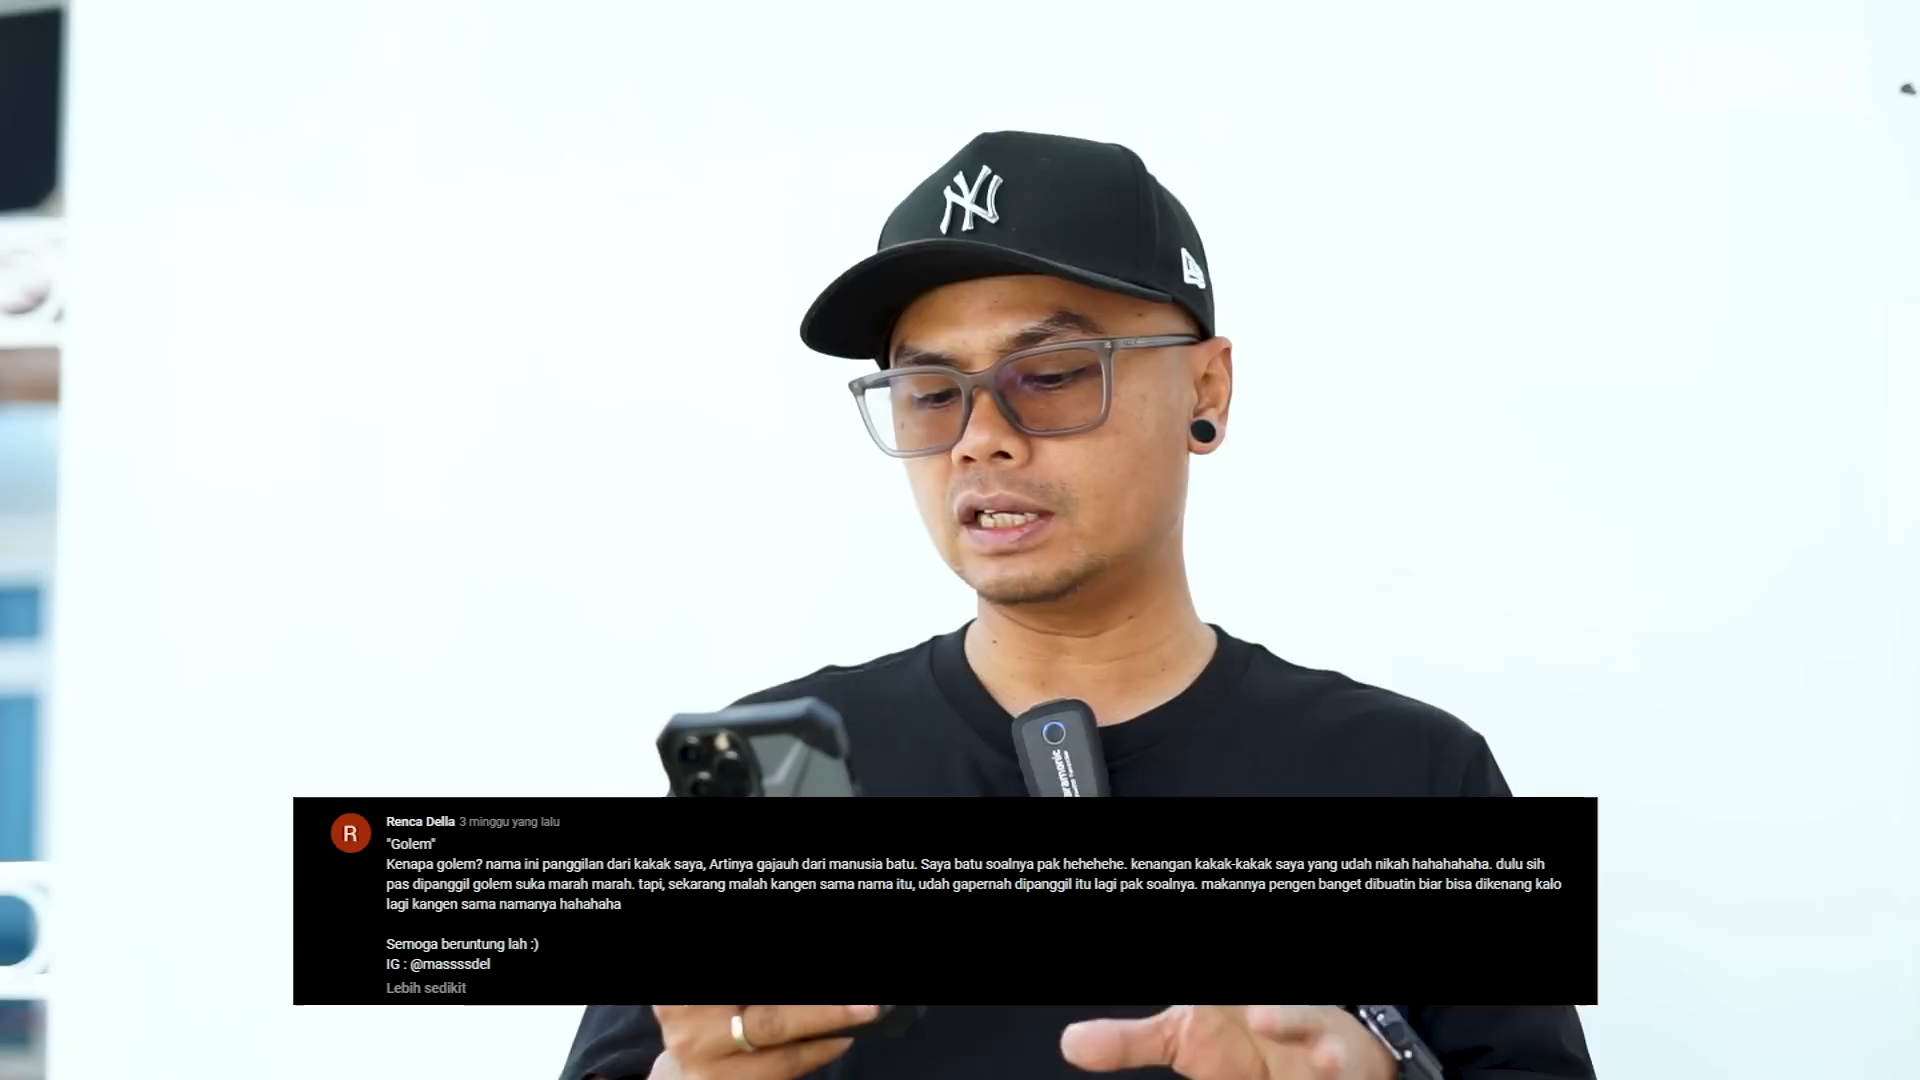 NY
Renca Della 3 minggu yang lalu
"Golem"
Kenapa golem? nama ini panggilan dari kakak saya, Artinya gajauh dari manusia batu. Saya batu soalnya pak hehehehe. kenangan kakak-kakak saya yang udah nikah hahahahaha. dulu sih
pas dipanggil golem suka marah marah. tapi, sekarang malah kangen sama nama itu, udah gapernah dipanggil itu lagi pak soalnya. makannya pengen banget dibuatin biar bisa dikenang kalo
lagi kangen sama namanya hahahaha
Semoga beruntung lah :)
IG : @massssdel
Lebih sedikit
R